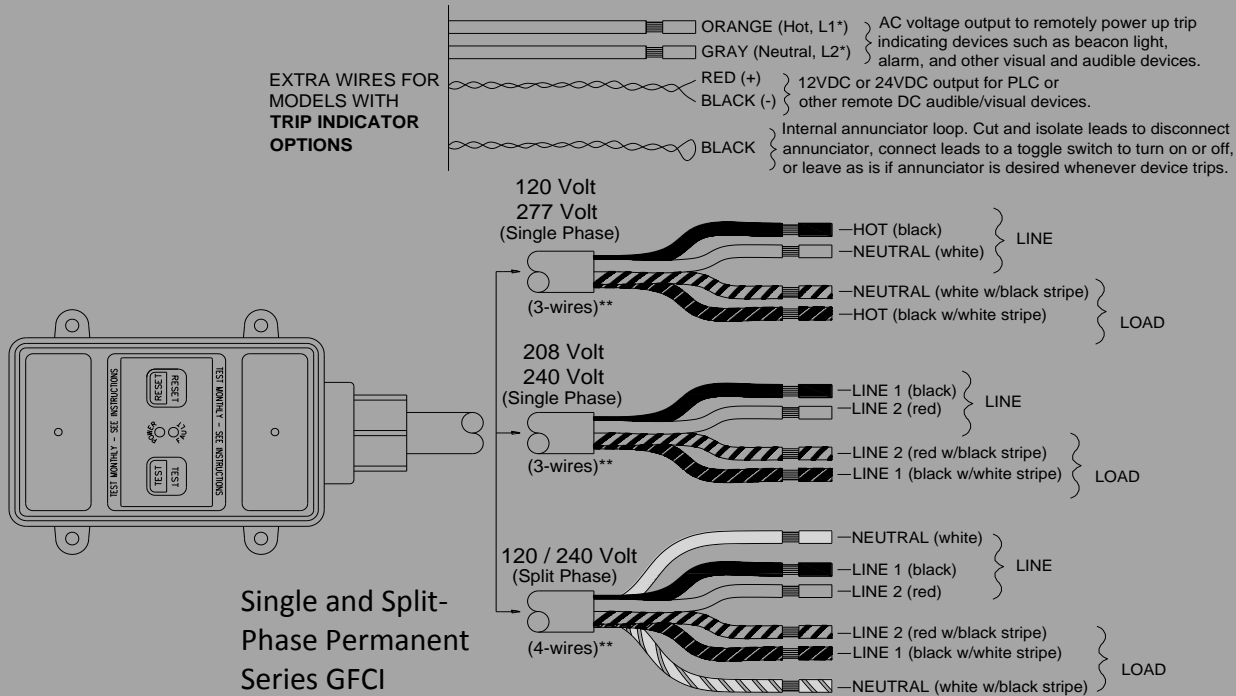 ORANGE (Hot, L1*)
GRAY (Neutral, L2*)
AC voltage output to remotely power up trip
indicating devices such as beacon light,
alarm, and other visual and audible devices.
EXTRA WIRES FOR
MODELS WITH
TRIP INDICATOR
OPTIONS
RED (+)
BLACK (-)
12VDC or 24VDC output for PLC or
other remote DC audible/visual devices.
BLACK
Internal annunciator loop. Cut and isolate leads to disconnect
annunciator, connect leads to a toggle switch to turn on or off,
or leave as is if annunciator is desired whenever device trips.
120 Volt
277 Volt
(Single Phase)
(3-wires)**
HOT (black)
NEUTRAL (white)
LINE
NEUTRAL (white w/black stripe)
HOT (black w/white stripe)
LOAD
208 Volt
240 Volt
(Single Phase)
(3-wires)**
LINE 1 (black)
LINE 2 (red)
LINE
LINE 2 (red w/black stripe)
LINE 1 (black w/white stripe)
LOAD
TEST MONTHLY - SEE INSTRUCTIONS
RESET
RESET
POWER
FAULT
TEST
TEST
TEST MONTHLY - SEE INSTRUCTIONS
120 / 240 Volt
(Split Phase)
(4-wires)**
NEUTRAL (white)
LINE 1 (black)
LINE 2 (red)
LINE
LINE 2 (red w/black stripe)
LINE 1 (black w/white stripe)
NEUTRAL (white w/black stripe)
LOAD
Single and Split-
Phase Permanent
Series GFCI